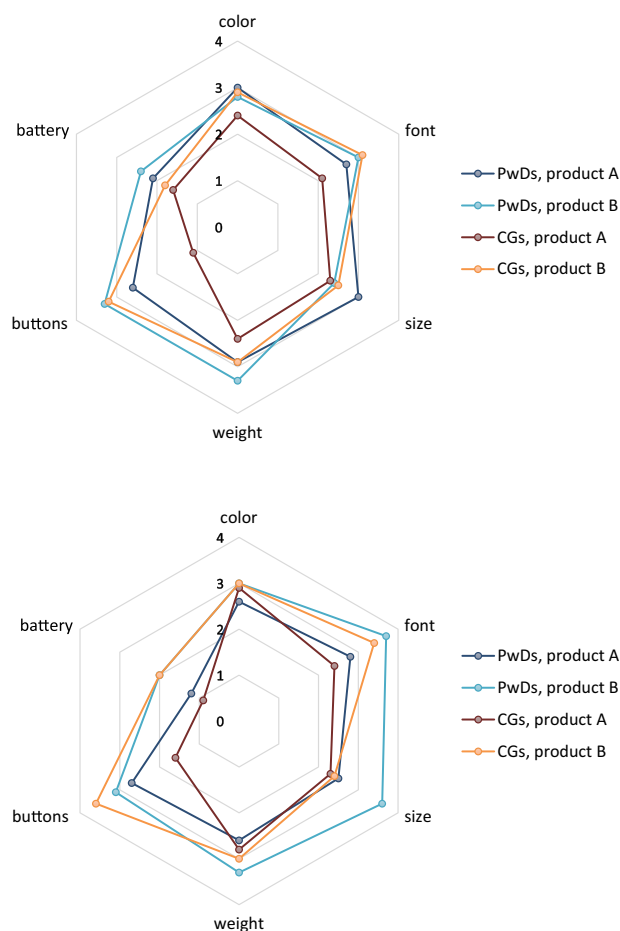 color
4
3
2
1
0
battery
font
buttons
size
weight
PwDs, product A
PwDs, product B
CGs, product A
CGs, product B
color
4
3
2
1
0
battery
font
buttons
size
weight
PwDs, product A
PwDs, product B
CGs, product A
CGs, product B